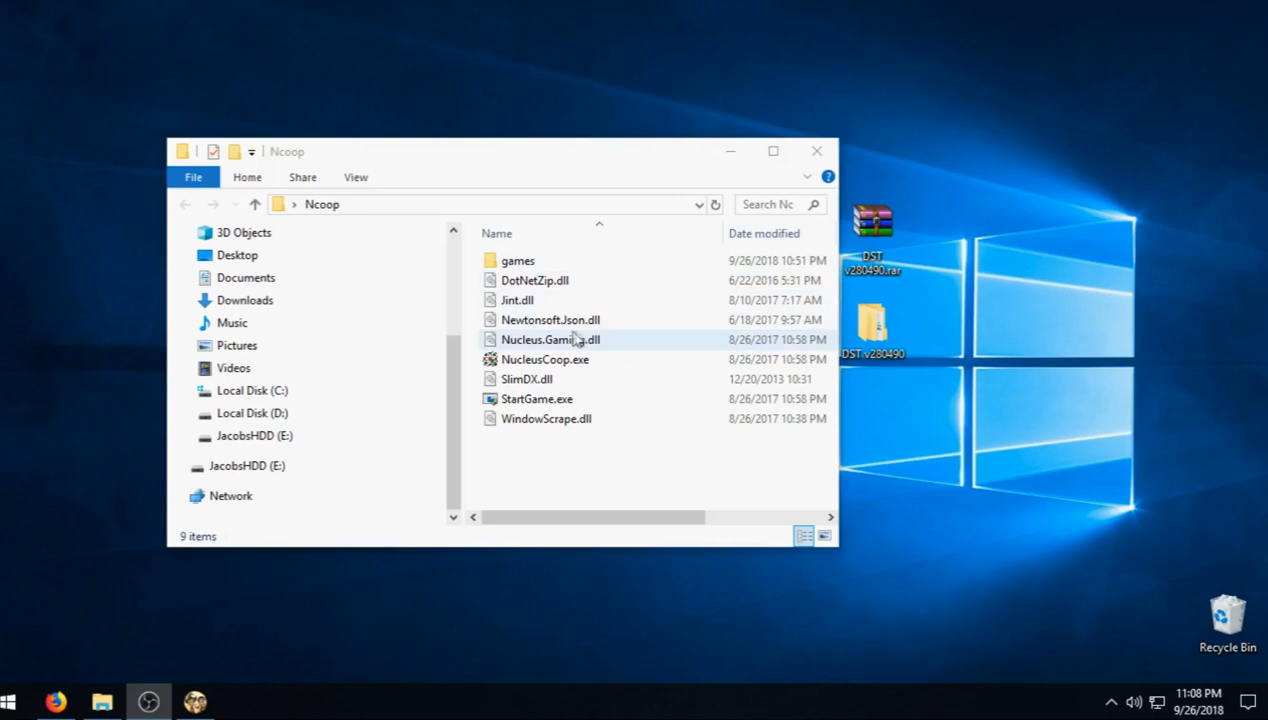 Ncoop
File Home Share View
Ncoop
Search Nc
3D Objects
Desktop
Documents
Downloads
Music
Pictures
Videos
Local Disk (C:)
Local Disk (D:)
JacobsHDD (E:)
JacobsHDD (E:)
Network
Name Date modified
games 9/26/2018 10:51 PM
DotNetZip.dll 6/22/2016 5:31 PM
Jint.dll 8/10/2017 7:17 AM
Newtonsoft.Json.dll 6/18/2017 9:57 AM
Nucleus.Gaming.dll 8/26/2017 10:58 PM
NucleusCoop.exe 8/26/2017 10:58 PM
SlimDX.dll 12/20/2013 10:31
StartGame.exe 8/26/2017 10:58 PM
WindowScrape.dll 8/26/2017 10:38 PM
9 items
DST
v280490.rar
DST v280490
Recycle Bin
11:08 PM
9/26/2018